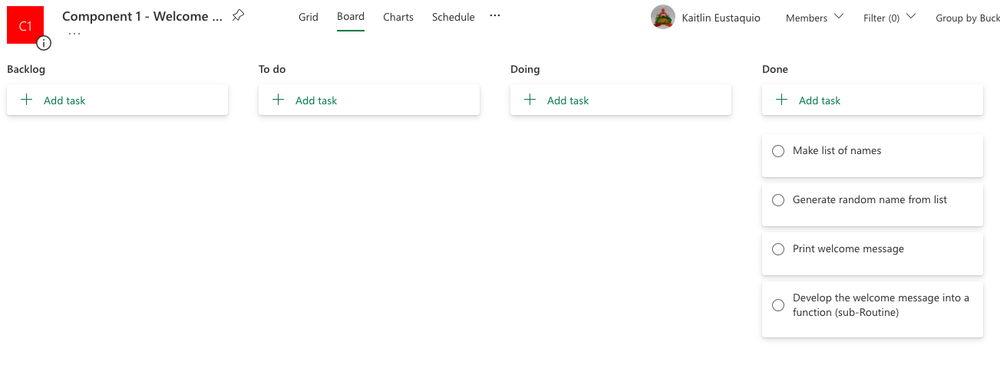 C1
Component 1 - Welcome ...
...
Grid
Board
Charts
Schedule
...
Kaitlin Eustaquio
Members
Filter (0)
Group by Buck
Backlog
To do
Doing
Done
+ Add task
+ Add task
+ Add task
+ Add task
Make list of names
Generate random name from list
Print welcome message
Develop the welcome message into a
function (sub-Routine)